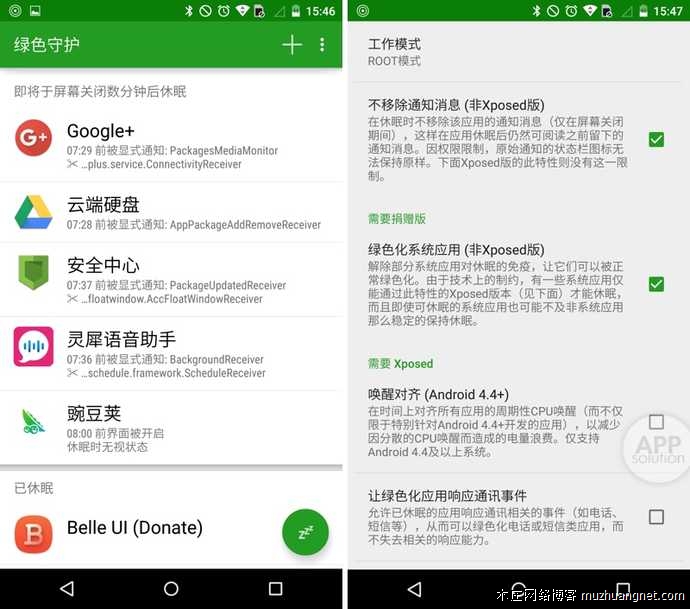 15:46
绿色守护
即将于屏幕关闭数分钟后休眠
Google+
07:29 前被显式通知: PackagesMediaMonitor
✂ …plus.service.ConnectivityReceiver
云端硬盘
07:28 前被显式通知: AppPackageAddRemoveReceiver
安全中心
07:37 前被显式通知: PackageUpdatedReceiver
✂ …floatwindow.AccFloatWindowReceiver
灵犀语音助手
07:36 前被显式通知: BackgroundReceiver
✂ …schedule.framework.ScheduleReceiver
豌豆荚
08:00 前界面被开启
休眠时无视状态
已休眠
Belle UI (Donate)
zzz
15:47
工作模式
ROOT模式
不移除通知消息 (非Xposed版)
在休眠时不移除该应用的通知消息（仅在屏幕关闭
期间），这样在应用休眠后仍然可阅读之前留下的
通知消息。因权限限制，原始通知的状态栏图标无
法保持原样。下面Xposed版的此特性则没有这一限
制。
需要捐赠版
绿色化系统应用 (非Xposed版)
解除部分系统应用对休眠的免疫，让它们可以被正
常绿色化。由于技术上的制约，有一些系统应用仅
能通过此特性的Xposed版本（见下面）才能休眠，
而且即使可休眠的系统应用也可能不及非系统应用
那么稳定的保持休眠。
需要 Xposed
唤醒对齐 (Android 4.4+)
在时间上对齐所有应用的周期性CPU唤醒（而不仅
限于特别针对Android 4.4+开发的应用），以减少
因分散的CPU唤醒而造成的电量浪费。仅支持
Android 4.4及以上系统。
让绿色化应用响应通讯事件
允许已休眠的应用响应通讯相关的事件（如电话、
短信等），从而可以绿色化电话或短信类应用，而
不失去相关的响应能力。
APP
solution
木庄网络博客 muzhuangnet.com